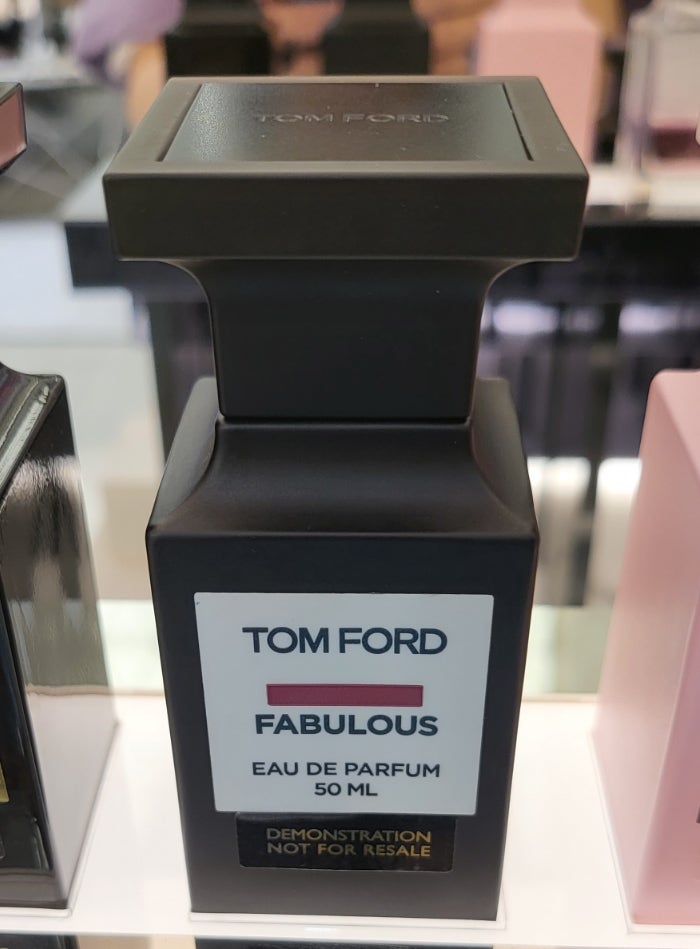 TOM FORD
TOM FORD
FABULOUS
EAU DE PARFUM
50 ML
DEMONSTRATION
NOT FOR RESALE